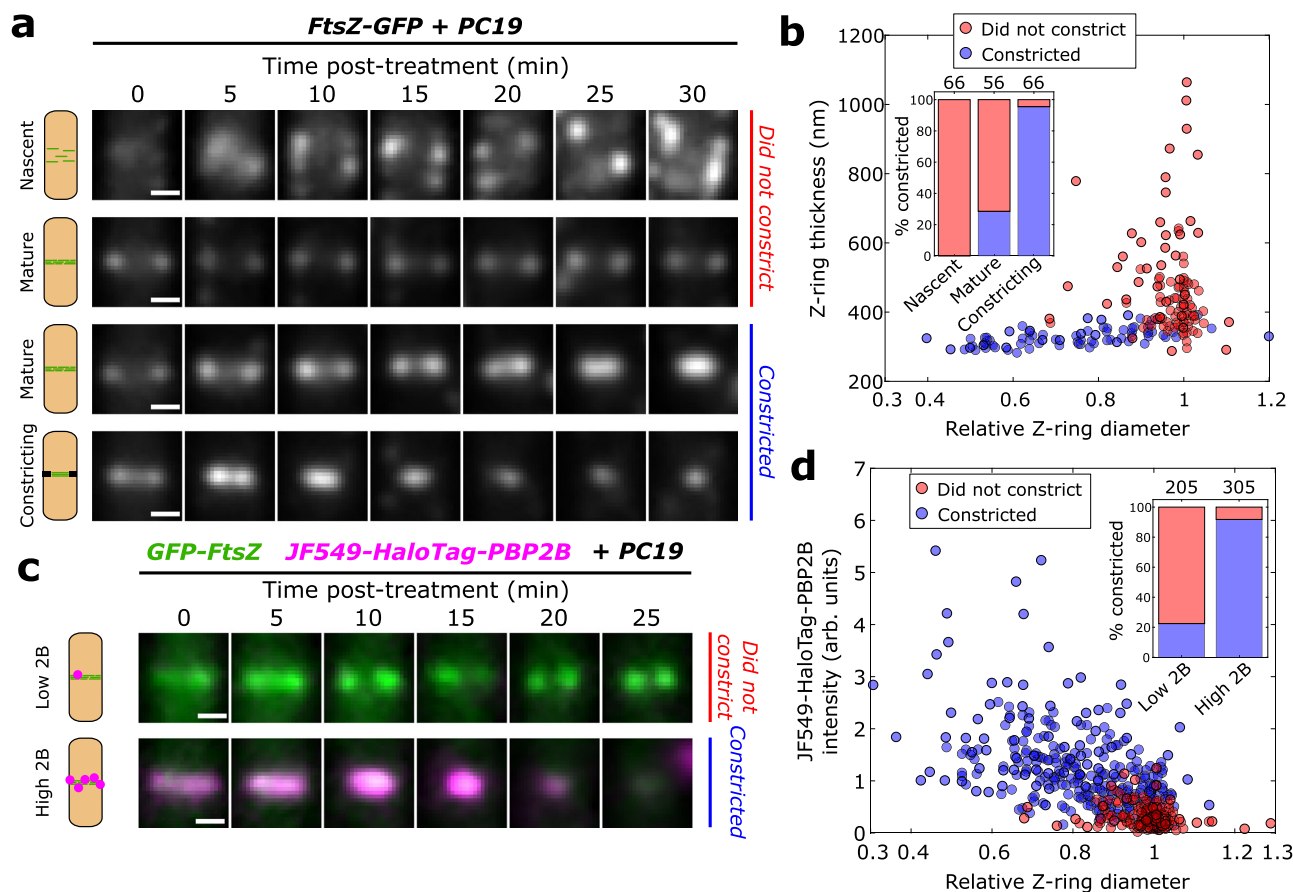 a
FtsZ-GFP + PC19
Time post-treatment (min)
0 5 10 15 20 25 30
Nascent
Mature
Did not constrict
Mature
Constricting
Constricted
b
Did not constrict
Constricted
Z-ring thickness (nm)
1200
1000
800
600
400
200
0.3 0.4 0.6 0.8 1 1.2
Relative Z-ring diameter
66 56 66
% constricted
100
80
60
40
20
0
Nascent
Mature
Constricting
c
GFP-FtsZ JF549-HaloTag-PBP2B + PC19
Time post-treatment (min)
0 5 10 15 20 25
Low 2B
Did not
constrict
High 2B
Constricted
d
Did not constrict
Constricted
JF549-HaloTag-PBP2B
intensity (arb. units)
7
6
5
4
3
2
1
0
0.3 0.4 0.6 0.8 1 1.2 1.3
Relative Z-ring diameter
205 305
% constricted
100
80
60
40
20
0
Low 2B
High 2B